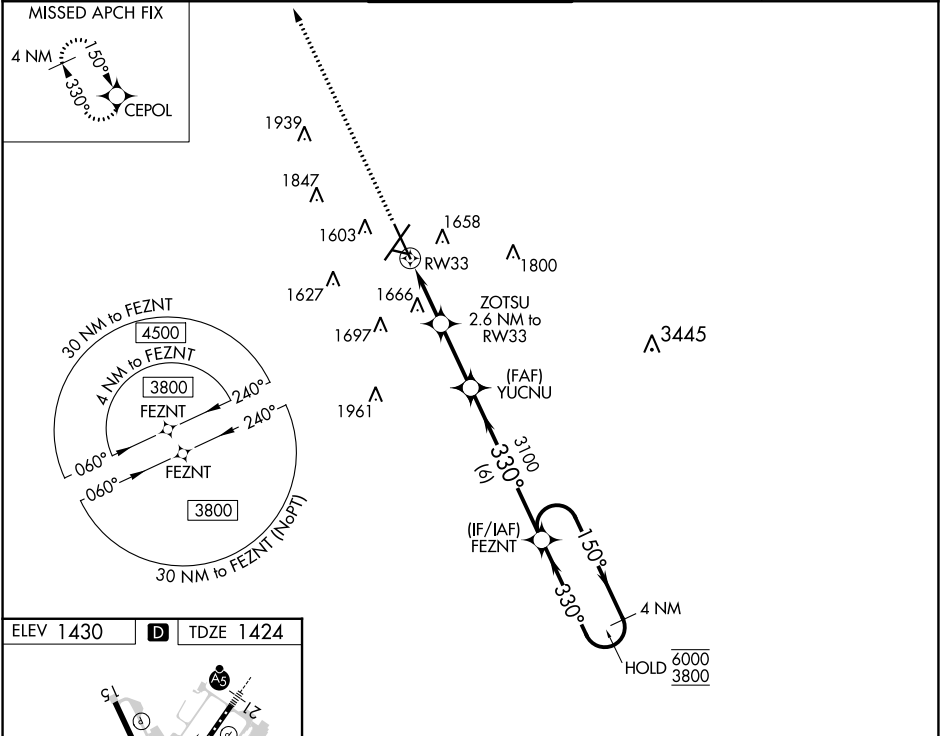 MISSED APCH FIX
4 NM
150°
330°
CEPOL
1939
1847
1603
1658
RW33
1800
1627
1666
ZOTSU
2.6 NM to
RW33
1697
3445
(FAF)
YUCNU
1961
30 NM to FEZNT
4500
4 NM to FEZNT
3800
FEZNT
240°
240°
060°
060°
FEZNT
3800
30 NM to FEZNT (NoPT)
3100
330°
(6)
(IF/IAF)
FEZNT
150°
330°
4 NM
HOLD 6000
3800
ELEV 1430
D
TDZE 1424
A5
15
21
P